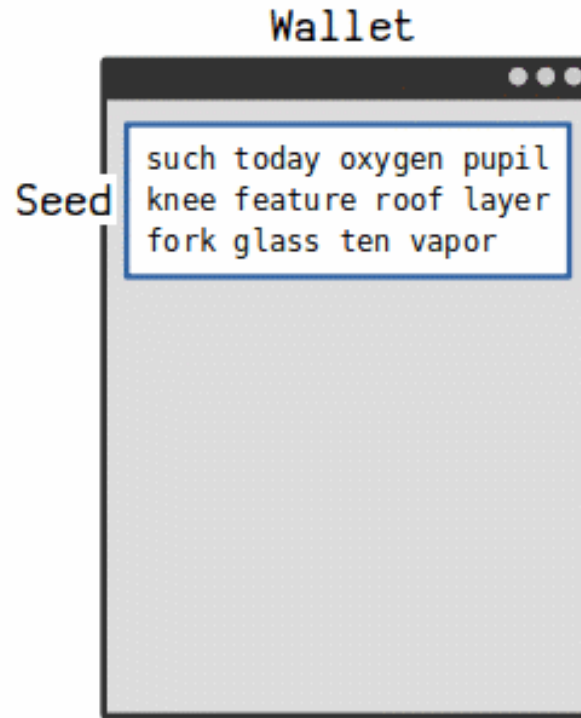 Wallet
Seed
such today oxygen pupil
knee feature roof layer
fork glass ten vapor